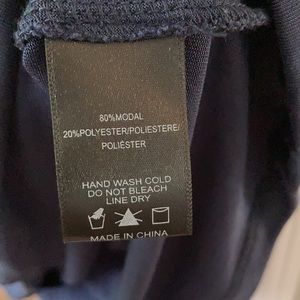 80%MODAL
20%POLYESTER/POLIESTERE/
POLIÉSTER
HAND WASH COLD
DO NOT BLEACH
LINE DRY
MADE IN CHINA